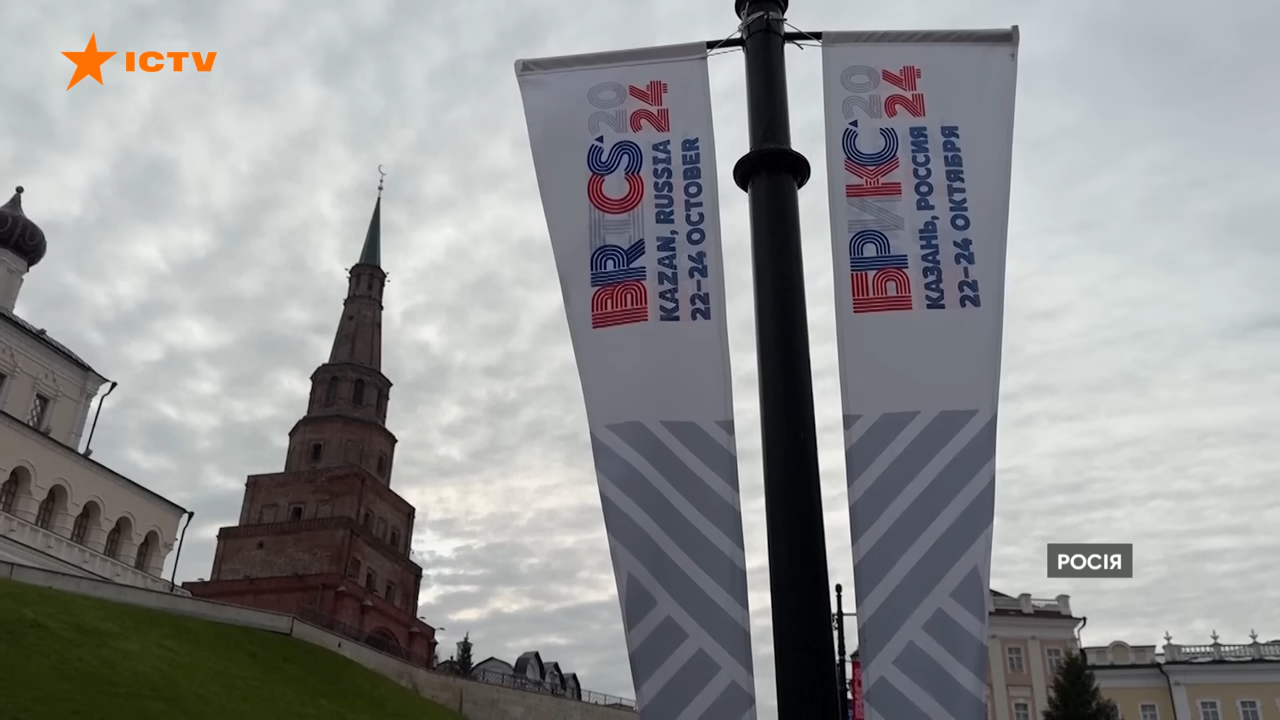 ICTV
BRICS 2024
KAZAN, RUSSIA
22–24 OCTOBER
БРИКС 2024
КАЗАНЬ, РОССИЯ
22–24 ОКТЯБРЯ
РОСІЯ